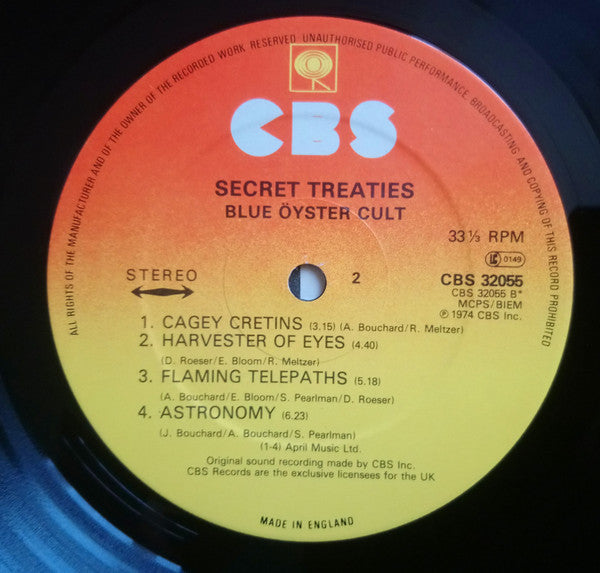 ALL RIGHTS OF THE MANUFACTURER AND OF THE OWNER OF THE RECORDED WORK RESERVED UNAUTHORISED PUBLIC PERFORMANCE, BROADCASTING AND COPYING OF THIS RECORD PROHIBITED
CBS
SECRET TREATIES
BLUE ÖYSTER CULT
33⅓ RPM
LC 0149
STEREO
2
CBS 32055
CBS 32055 B*
MCPS/BIEM
℗ 1974 CBS Inc.
1. CAGEY CRETINS (3.15) (A. Bouchard/R. Meltzer)
2. HARVESTER OF EYES (4.40)
(D. Roeser/E. Bloom/R. Meltzer)
3. FLAMING TELEPATHS (5.18)
(A. Bouchard/E. Bloom/S. Pearlman/D. Roeser)
4. ASTRONOMY (6.23)
(J. Bouchard/A. Bouchard/S. Pearlman)
(1-4) April Music Ltd.
Original sound recording made by CBS Inc.
CBS Records are the exclusive licensees for the UK
MADE IN ENGLAND